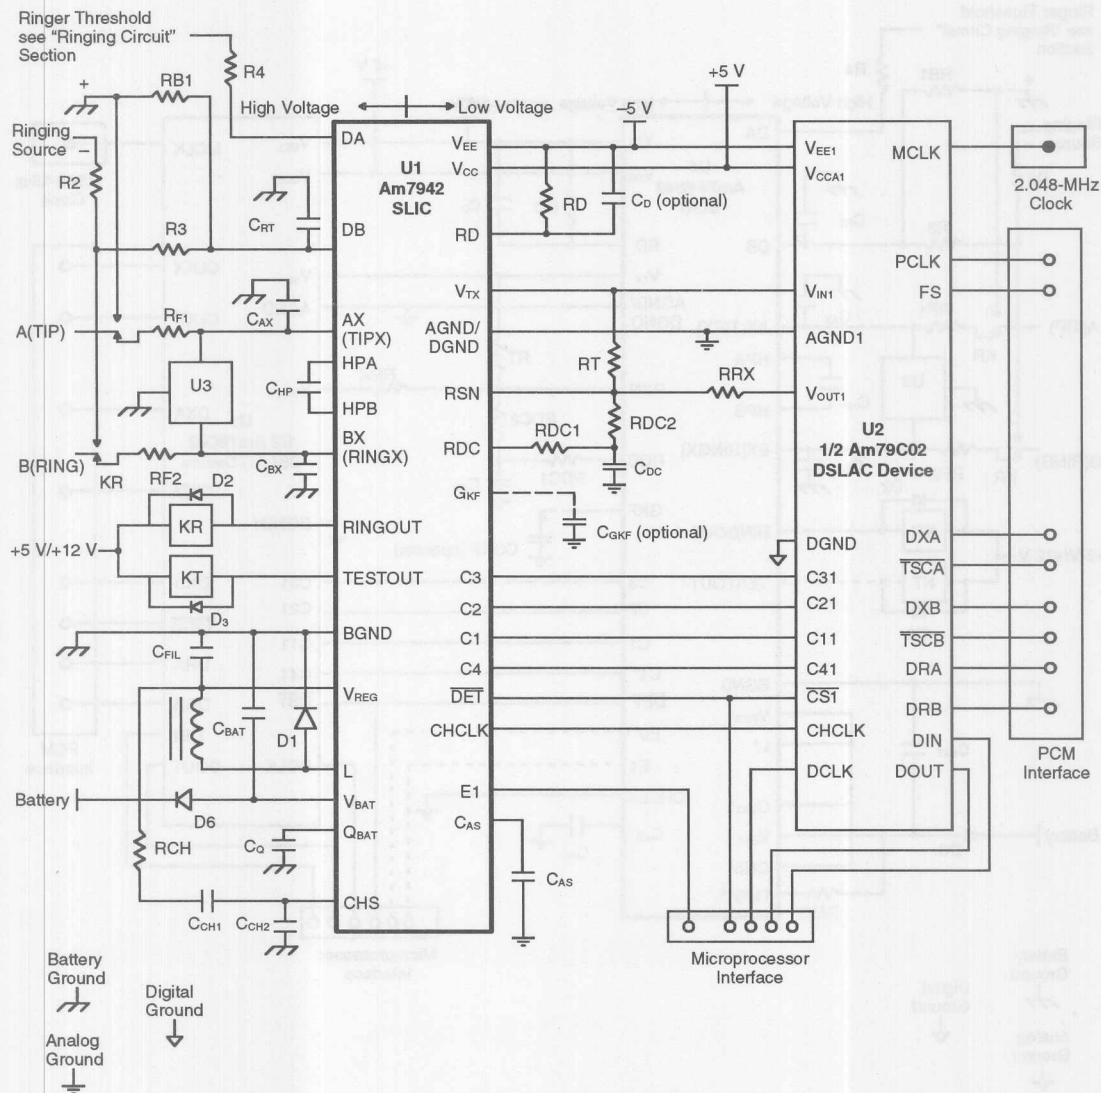 Ringer Threshold
see "Ringing Circuit"
Section
R4
+
RB1
High Voltage
Low Voltage
+5 V
–5 V
Ringing
Source
R2
R3
CRT
DA
DB
U1
Am7942
SLIC
VEE
VCC
RD
RD
CD (optional)
VEE1
VCCA1
MCLK
2.048-MHz
Clock
PCLK
FS
A(TIP)
RF1
CAX
AX
(TIPX)
VTX
VIN1
AGND/
DGND
AGND1
HPA
CHP
HPB
U3
RT
RSN
RRX
VOUT1
RDC2
RDC1
RDC
CDC
U2
1/2 Am79C02
DSLAC Device
B(RING)
KR
RF2
CBX
BX
(RINGX)
GKF
CGKF (optional)
D2
KR
RINGOUT
+5 V/+12 V
KT
TESTOUT
D3
DGND
DXA
TSCA
C3
C31
C2
C21
DXB
C1
C11
TSCB
C4
C41
DRA
DET
CS1
DRB
CHCLK
CHCLK
DIN
DCLK
DOUT
PCM
Interface
BGND
CFIL
VREG
CBAT
D1
L
Battery
D6
VBAT
E1
QBAT
CAS
CQ
RCH
CAS
CCH1
CCH2
CHS
Microprocessor
Interface
Battery
Ground
Digital
Ground
Analog
Ground